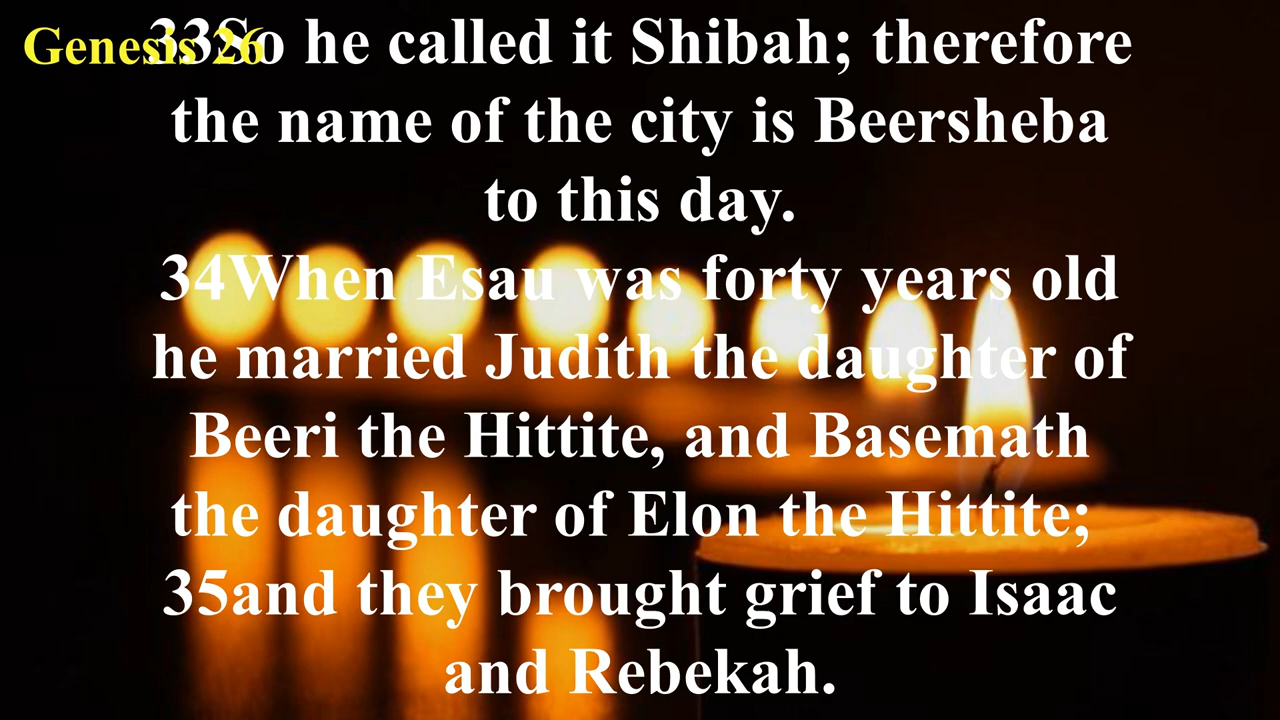 Genesis 26
33So he called it Shibah; therefore
the name of the city is Beersheba
to this day.
34When Esau was forty years old
he married Judith the daughter of
Beeri the Hittite, and Basemath
the daughter of Elon the Hittite;
35and they brought grief to Isaac
and Rebekah.